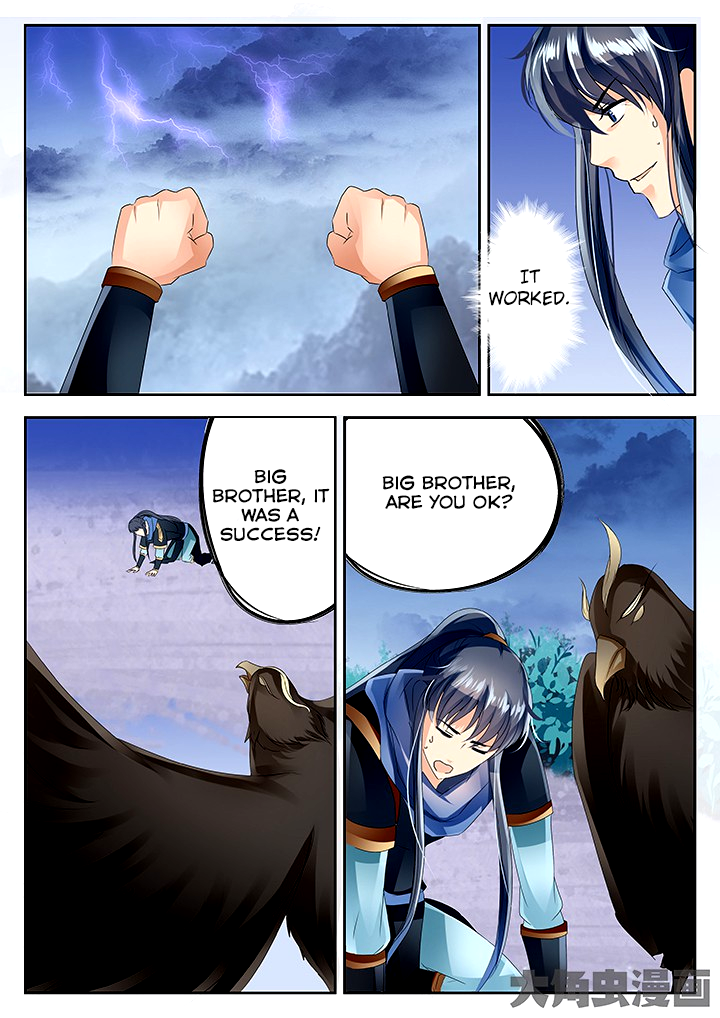 IT
WORKED.
BIG
BROTHER, IT
WAS A
SUCCESS!
BIG BROTHER,
ARE YOU OK?
大角虫漫画